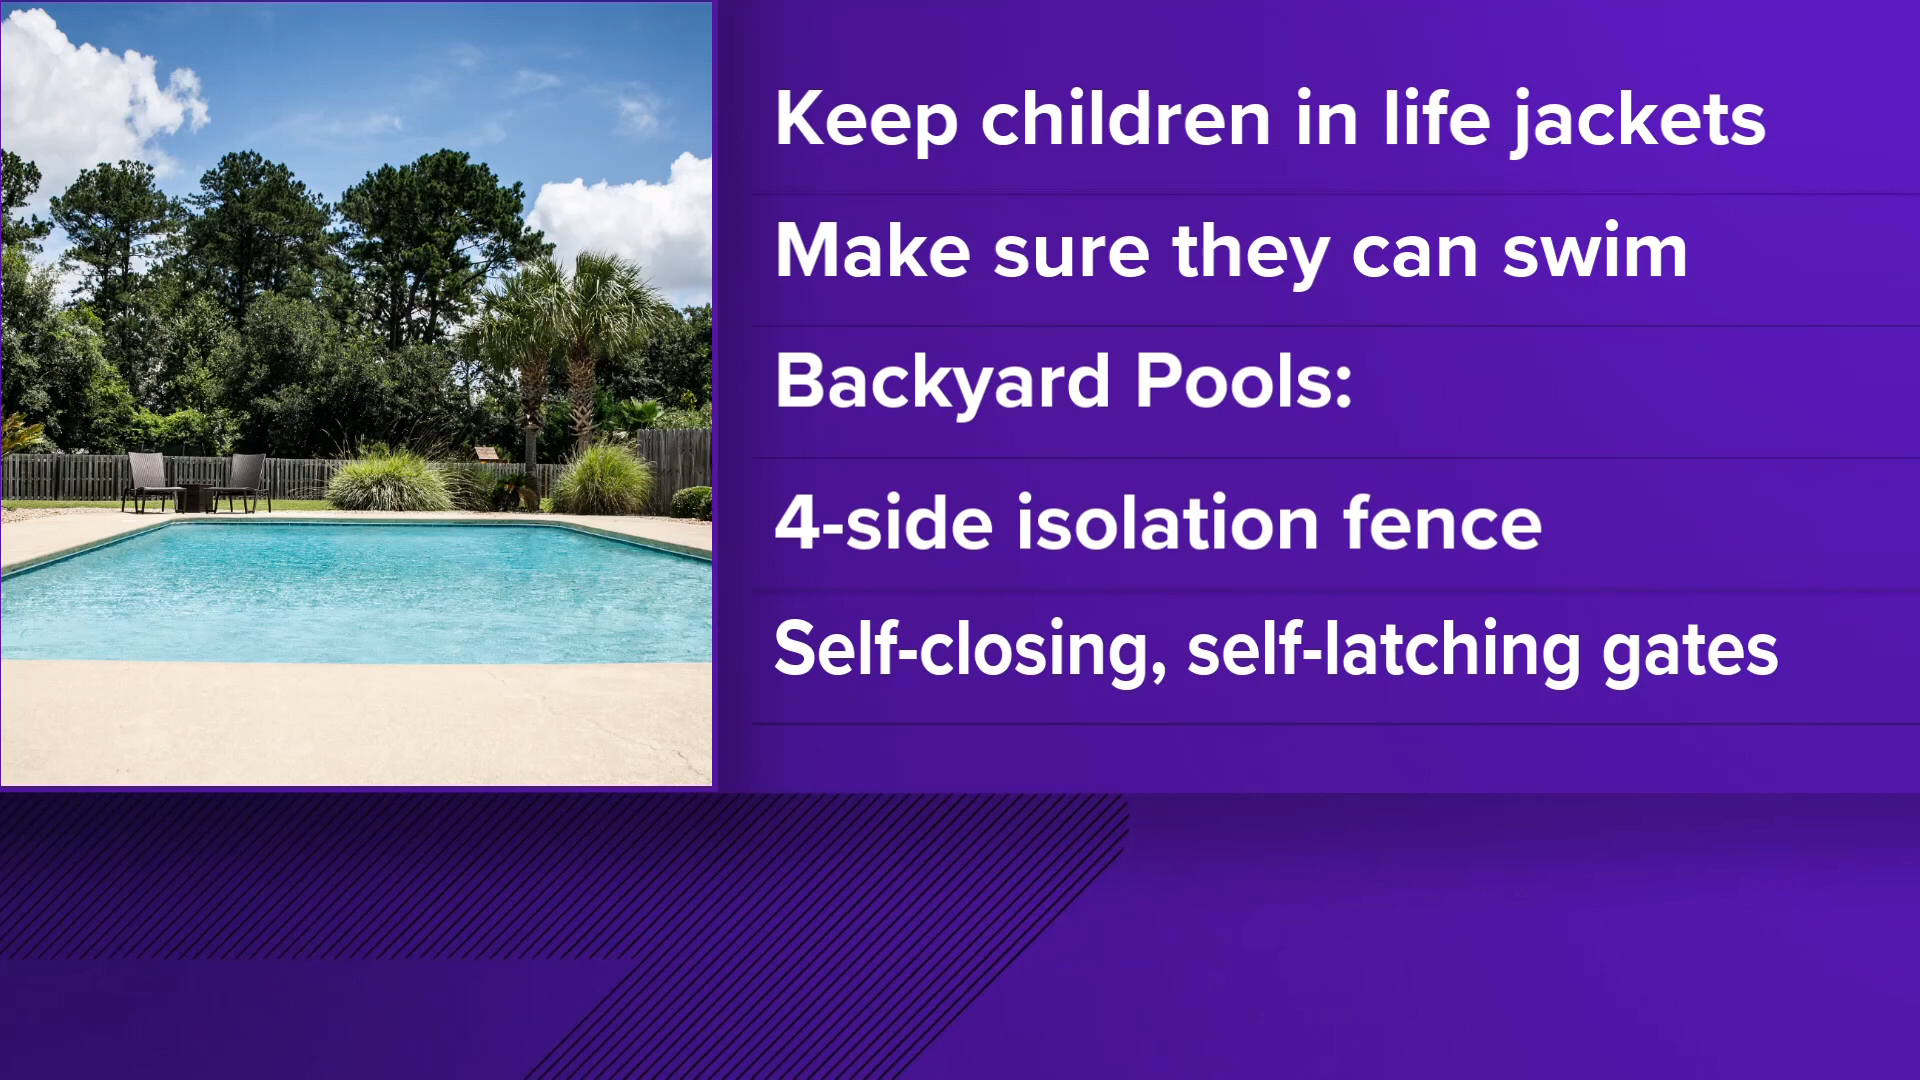 Keep children in life jackets
Make sure they can swim
Backyard Pools:
4-side isolation fence
Self-closing, self-latching gates